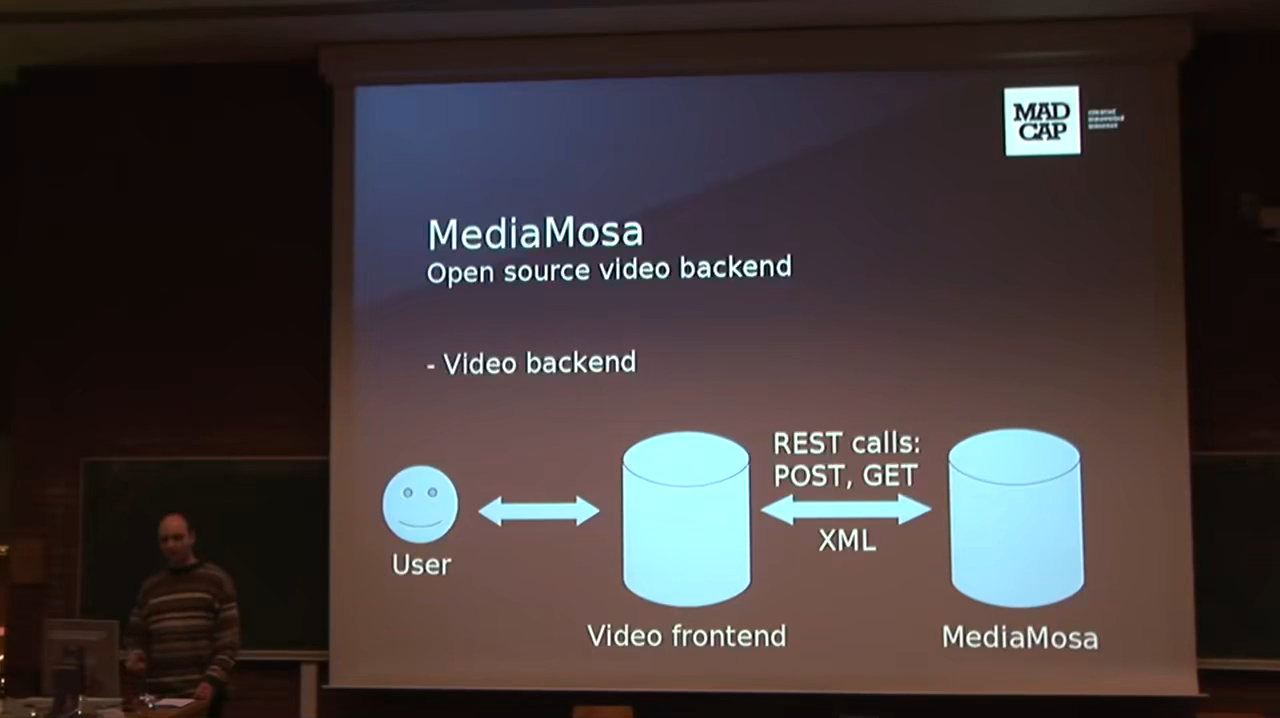 MAD
CAP
MediaMosa
Open source video backend
- Video backend
REST calls:
POST, GET
XML
User
Video frontend
MediaMosa